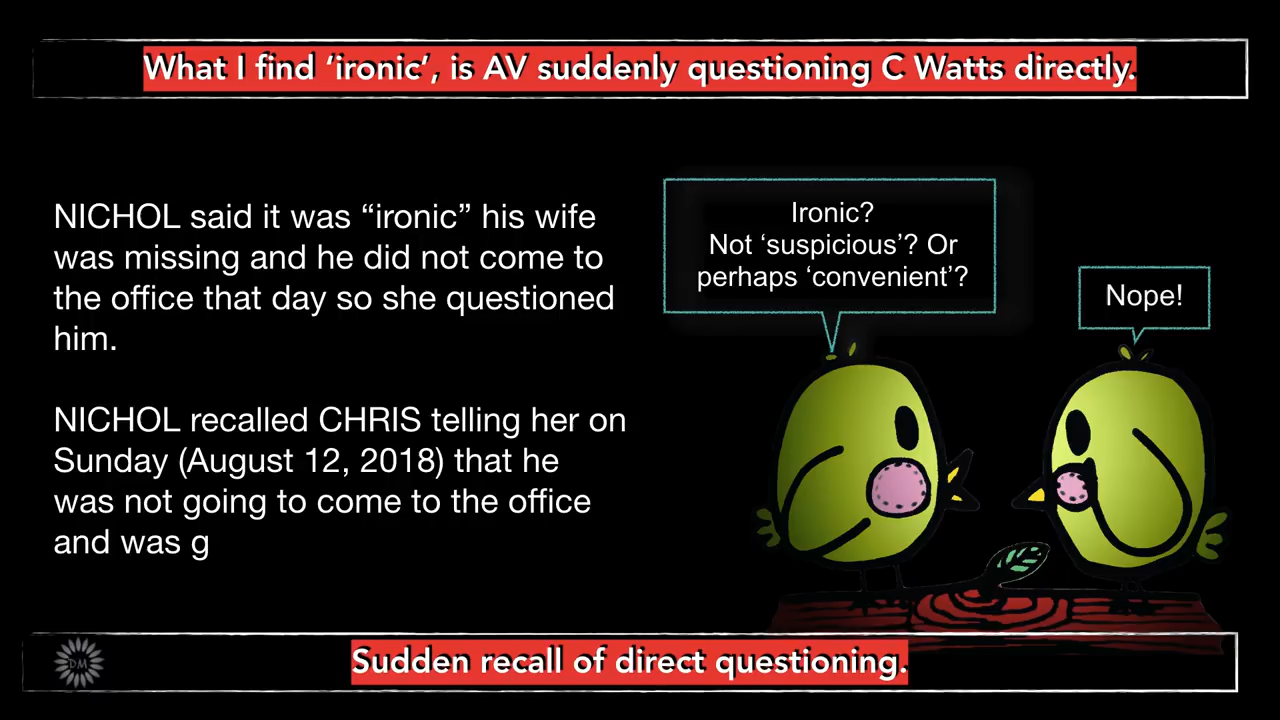 What I find ‘ironic’, is AV suddenly questioning C Watts directly.
NICHOL said it was “ironic” his wife
was missing and he did not come to
the office that day so she questioned
him.
NICHOL recalled CHRIS telling her on
Sunday (August 12, 2018) that he
was not going to come to the office
and was g
Ironic?
Not ‘suspicious’? Or
perhaps ‘convenient’?
Nope!
DM
Sudden recall of direct questioning.